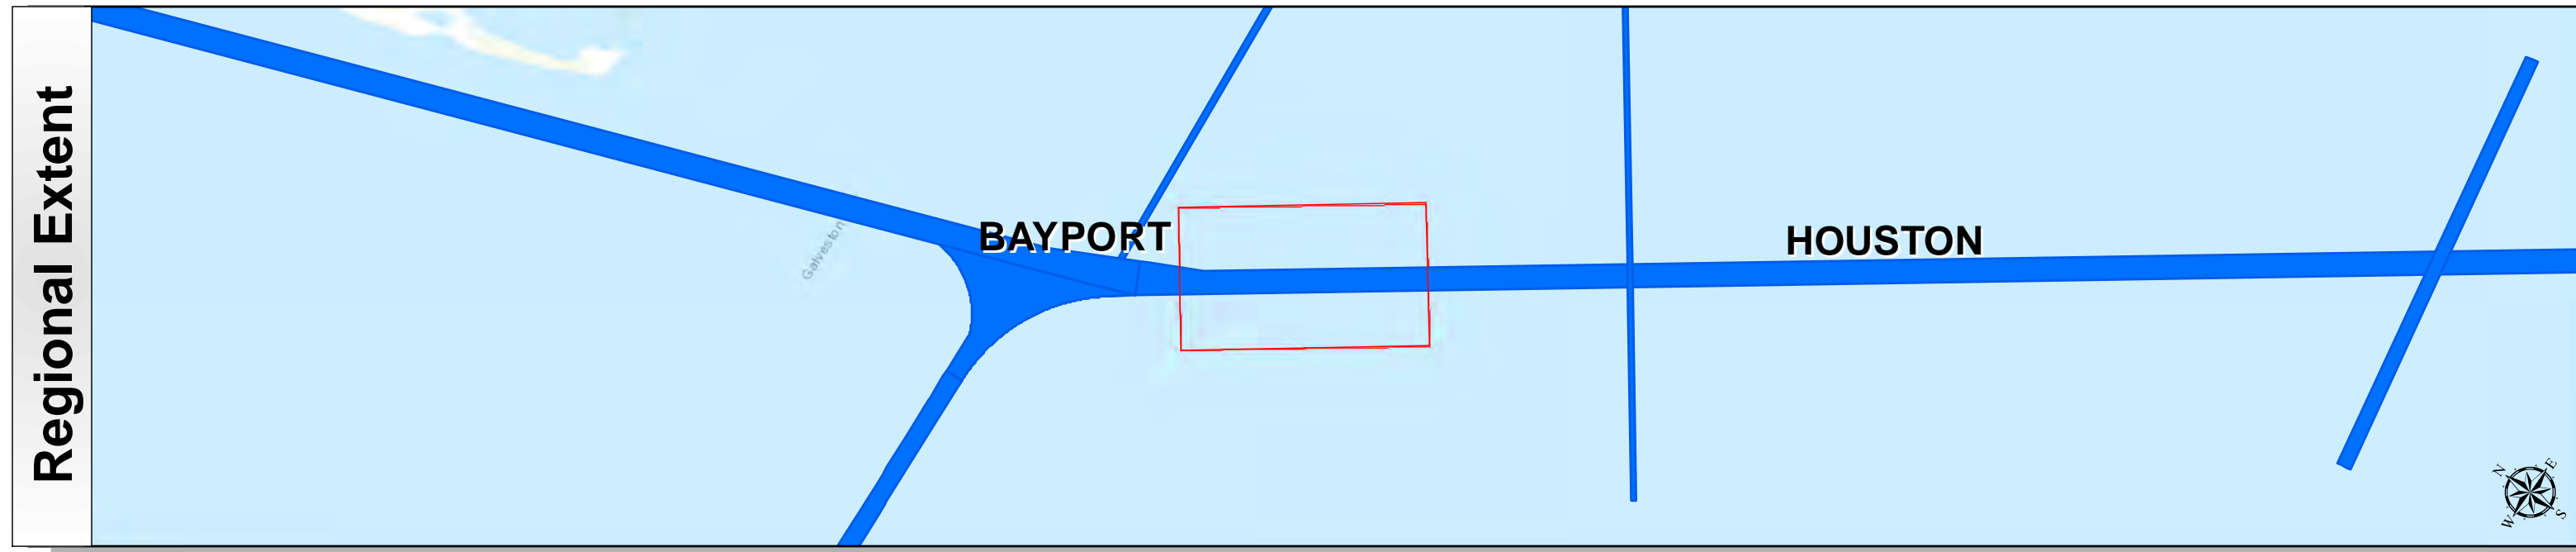 Regional Extent
BAYPORT
HOUSTON
Galveston
N
E
W
S